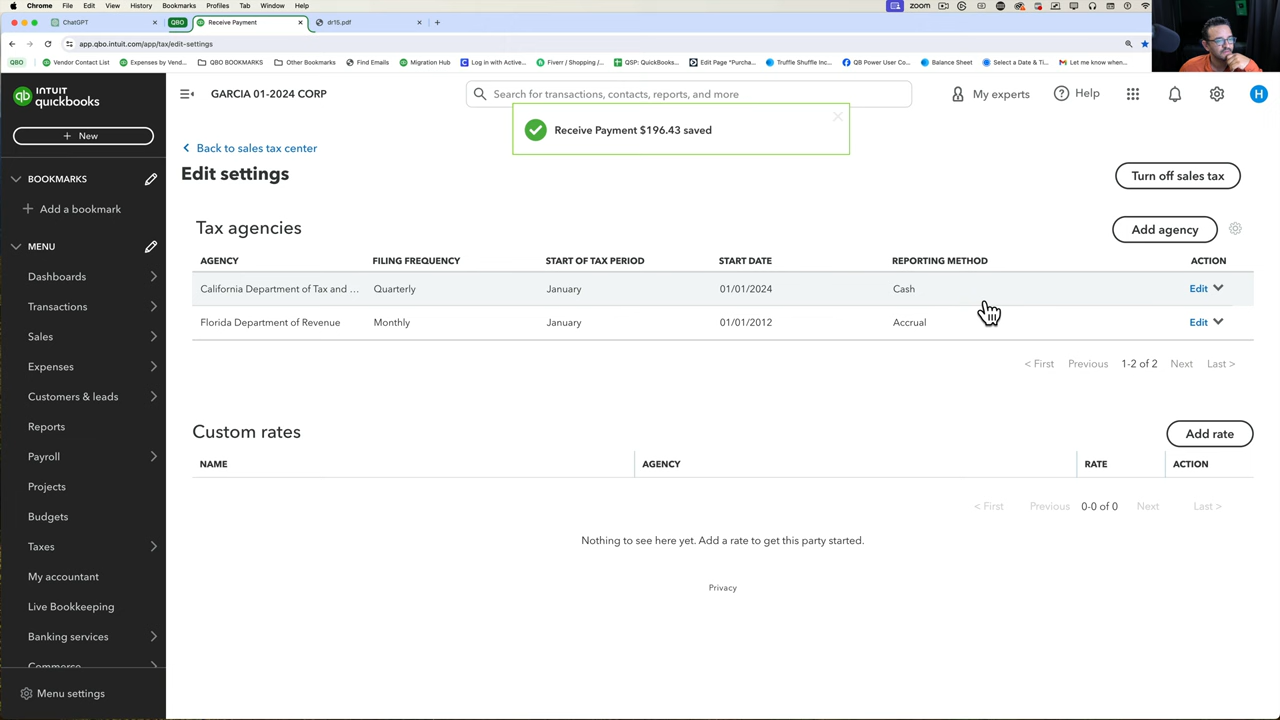 Chrome File Edit View History Bookmarks Profiles Tab Window Help
zoom
ChatGPT
QBO
Receive Payment
dr15.pdf
app.qbo.intuit.com/app/tax/edit-settings
QBO
Vendor Contact List
Expenses by Vend...
QBO BOOKMARKS
Other Bookmarks
Find Emails
Migration Hub
Log in with Active...
Fiverr / Shopping /...
QSP: QuickBooks...
Edit Page "Purcha...
Truffle Shuffle Inc...
QB Power User Co...
Balance Sheet
Select a Date & Ti...
Let me know when...
INTUIT
quickbooks
GARCIA 01-2024 CORP
Search for transactions, contacts, reports, and more
My experts
Help
H
+ New
Receive Payment $196.43 saved
Back to sales tax center
Edit settings
Turn off sales tax
BOOKMARKS
+ Add a bookmark
MENU
Dashboards
Transactions
Sales
Expenses
Customers & leads
Reports
Payroll
Projects
Budgets
Taxes
My accountant
Live Bookkeeping
Banking services
Commerce
Menu settings
Tax agencies
Add agency
AGENCY FILING FREQUENCY START OF TAX PERIOD START DATE REPORTING METHOD ACTION
California Department of Tax and ... Quarterly January 01/01/2024 Cash Edit
Florida Department of Revenue Monthly January 01/01/2012 Accrual Edit
< First Previous 1-2 of 2 Next Last >
Custom rates
Add rate
NAME AGENCY RATE ACTION
< First Previous 0-0 of 0 Next Last >
Nothing to see here yet. Add a rate to get this party started.
Privacy